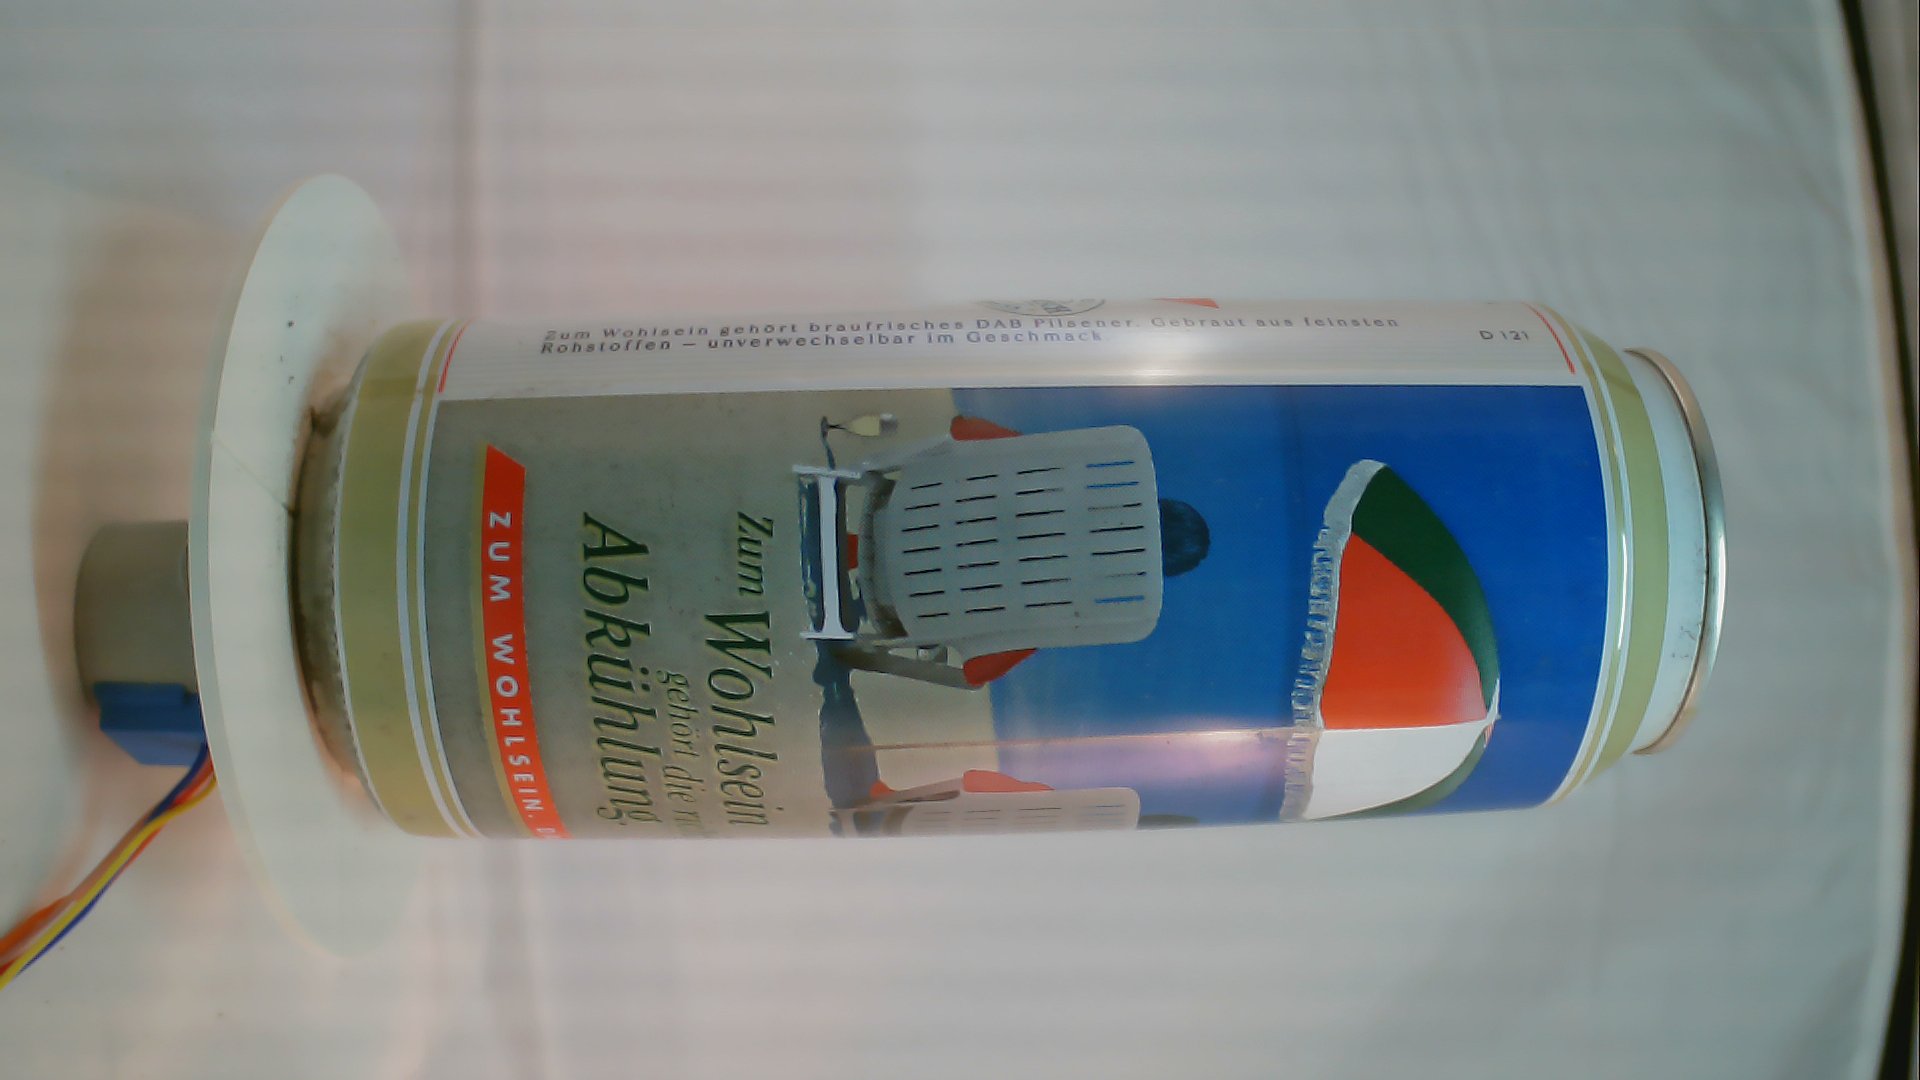 Zum Wohlsein gehört braufrisches DAB Pilsener. Gebraut aus feinsten
Rohstoffen – unverwechselbar im Geschmack.
D 121
Zum Wohlsein
gehört die
Abkühlung.
ZUM WOHLSEIN.